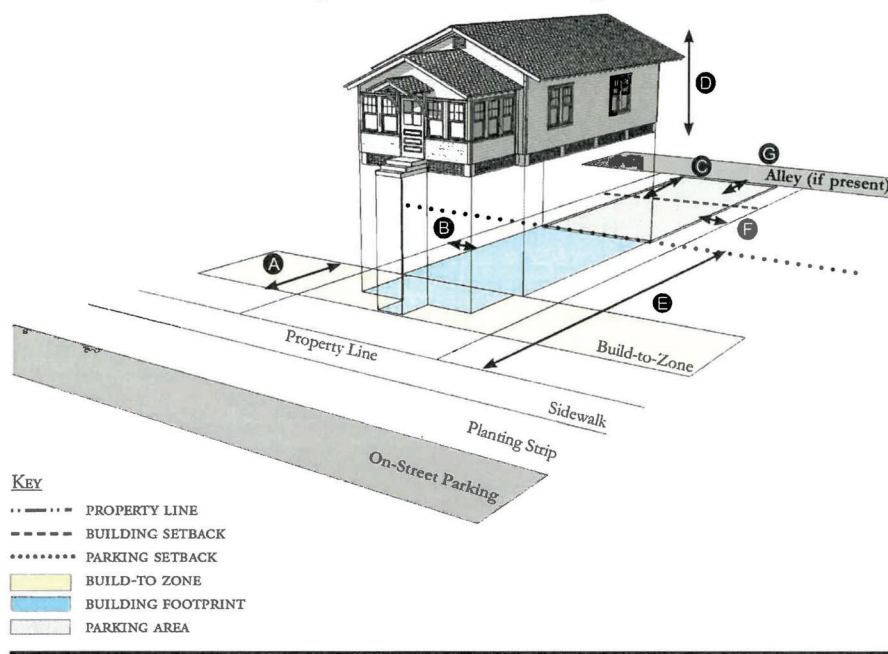 D
G
C
Alley (if present)
B
F
A
E
Property Line
Build-to-Zone
Sidewalk
Planting Strip
On-Street Parking
KEY
PROPERTY LINE
BUILDING SETBACK
PARKING SETBACK
BUILD-TO ZONE
BUILDING FOOTPRINT
PARKING AREA